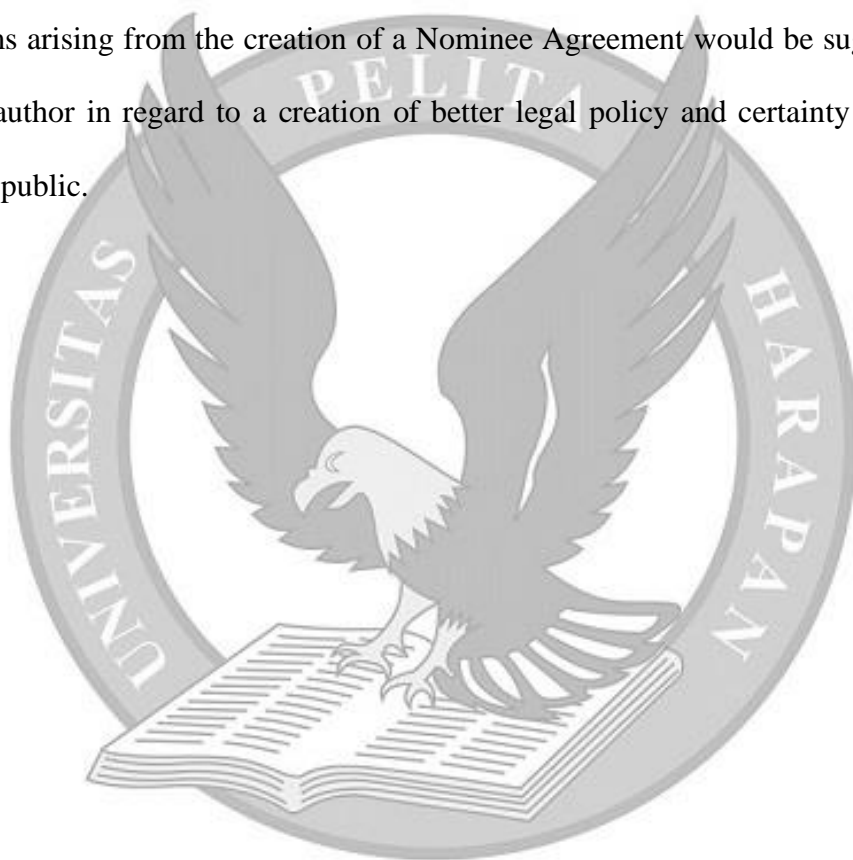 ns arising from the creation of a Nominee Agreement would be sug
author in regard to a creation of better legal policy and certainty
public.
UNIVERSITAS PELITA HARAPAN